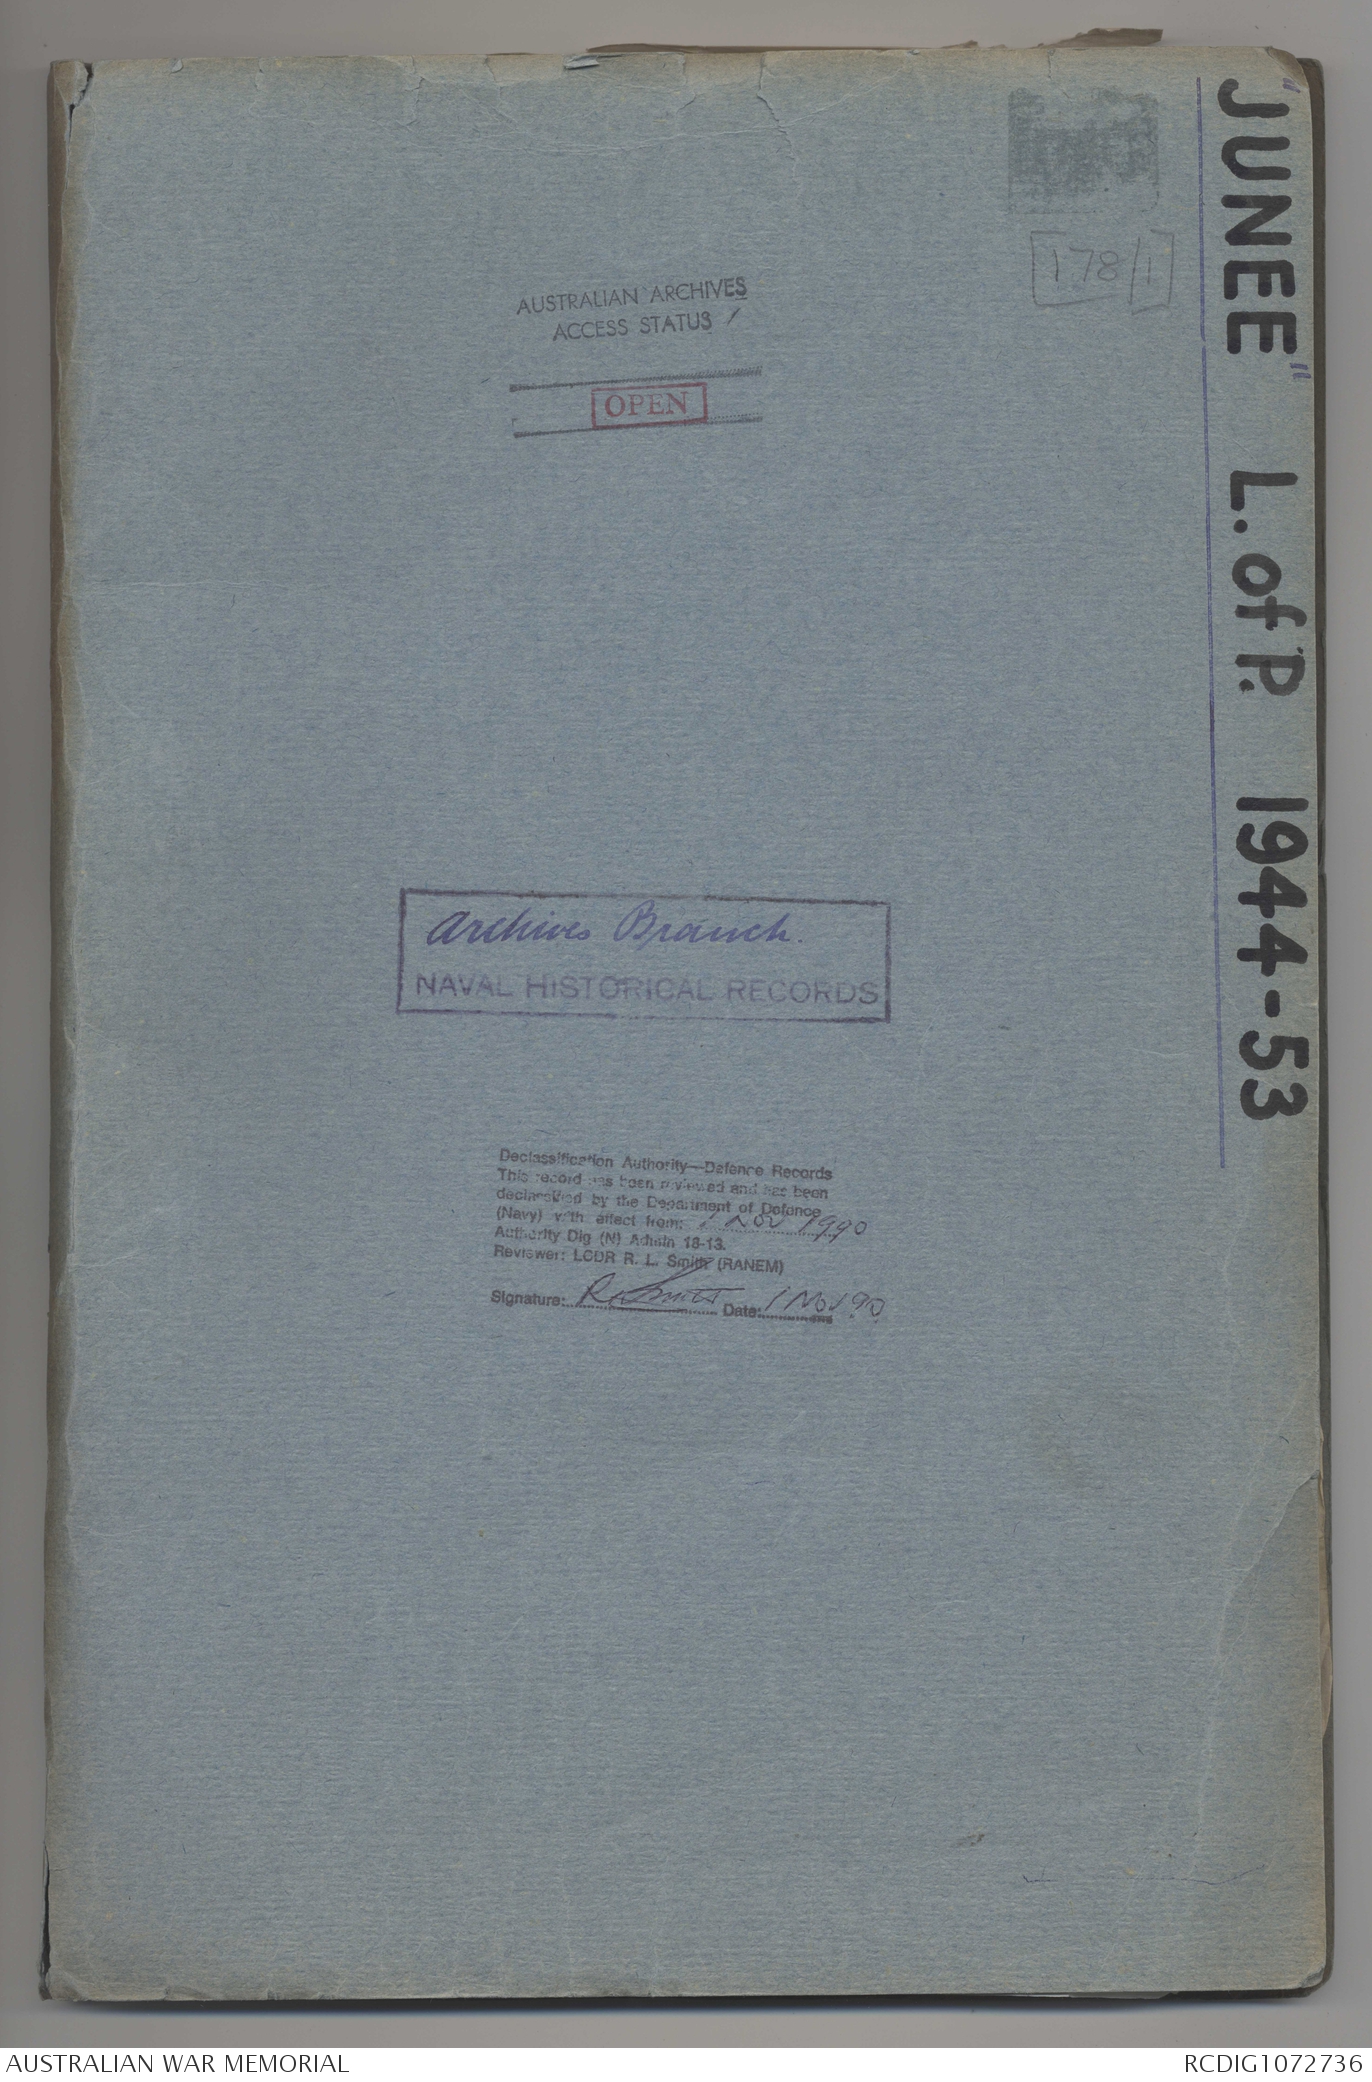 "JUNEE" L. of P. 1944-53
[178/1]
AUSTRALIAN ARCHIVES
ACCESS STATUS
OPEN
Archives Branch.
NAVAL HISTORICAL RECORDS
Declassification Authority—Defence Records
This record has been reviewed and has been
declassified by the Department of Defence
(Navy) with effect from: 1 Nov 1990
Authority Dig (N) Admin 18-13.
Reviewer: LCDR R. L. Smith (RANEM)
Signature: R L Smith Date: 1 Nov 90
AUSTRALIAN WAR MEMORIAL
RCDIG1072736